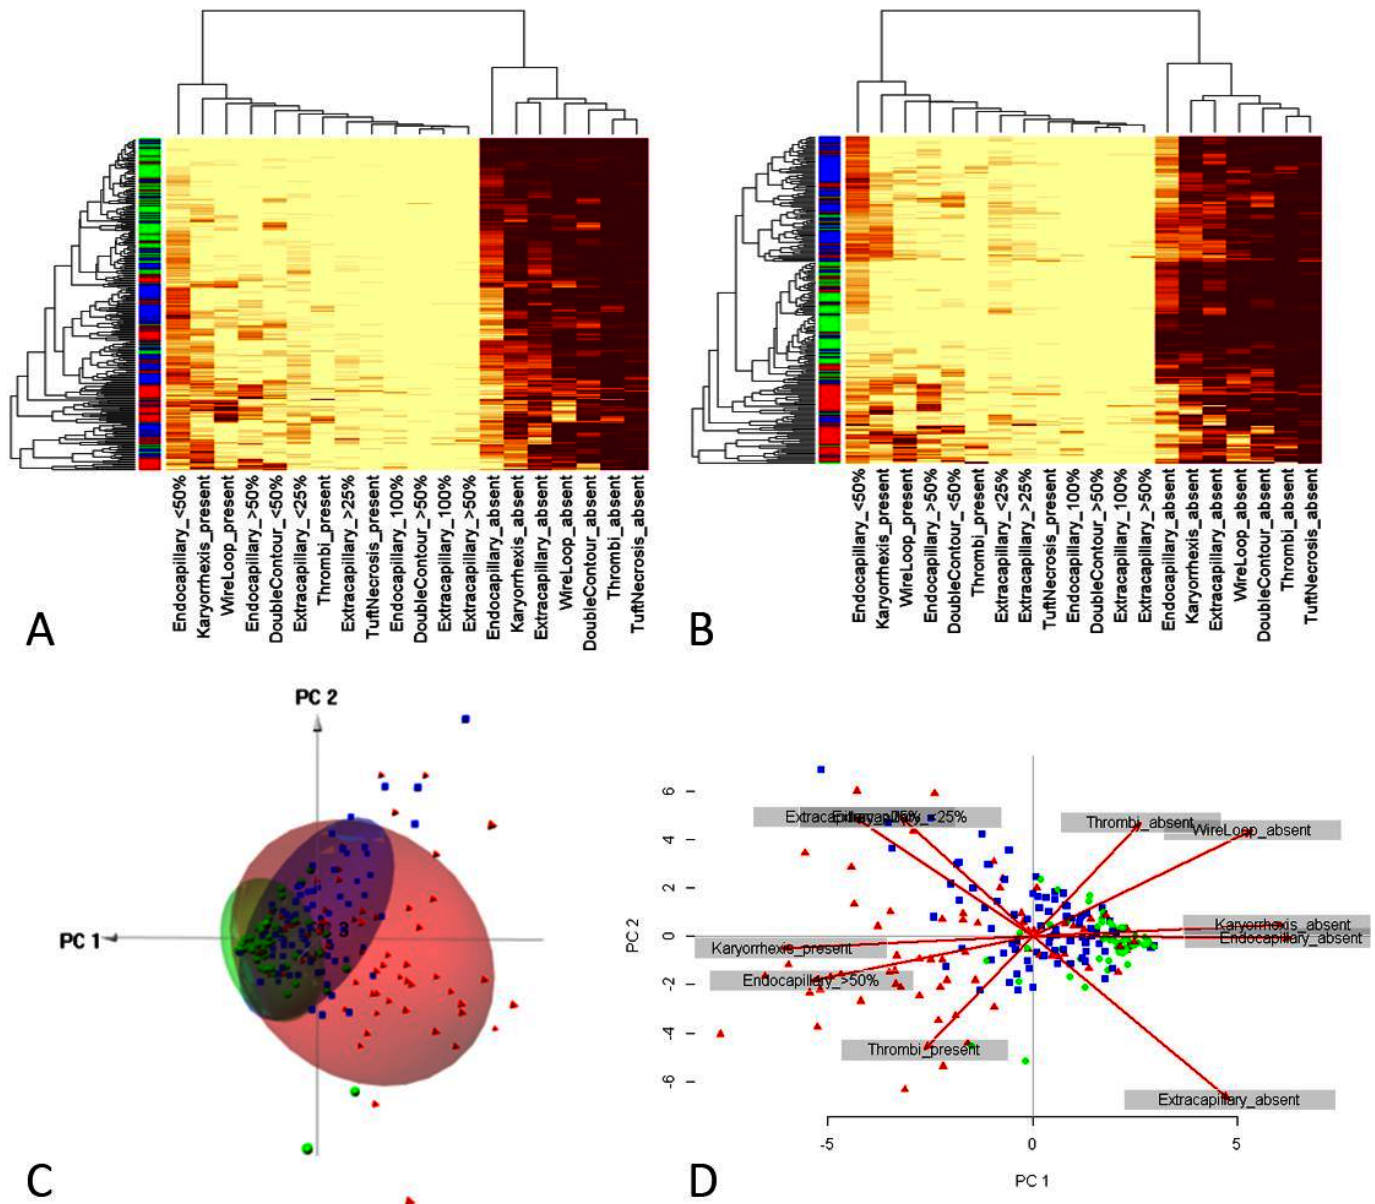 Endocapillary_<50%
Karyorrhexis_present
WireLoop_present
Endocapillary_>50%
DoubleContour_<50%
Extracapillary_<25%
Thrombi_present
Extracapillary_>25%
TuftNecrosis_present
Endocapillary_100%
DoubleContour_>50%
Extracapillary_100%
Extracapillary_>50%
Endocapillary_absent
Karyorrhexis_absent
Extracapillary_absent
WireLoop_absent
DoubleContour_absent
Thrombi_absent
TuftNecrosis_absent
A
Endocapillary_<50%
Karyorrhexis_present
WireLoop_present
Endocapillary_>50%
DoubleContour_<50%
Thrombi_present
Extracapillary_<25%
Extracapillary_>25%
TuftNecrosis_present
Endocapillary_100%
DoubleContour_>50%
Extracapillary_100%
Extracapillary_>50%
Endocapillary_absent
Karyorrhexis_absent
Extracapillary_absent
WireLoop_absent
DoubleContour_absent
Thrombi_absent
TuftNecrosis_absent
B
PC 2
PC 1
C
PC 2
6
4
2
0
-2
-4
-6
<25%
Thrombi_absent
WireLoop_absent
Karyorrhexis_absent
Endocapillary_absent
Karyorrhexis_present
Endocapillary_>50%
Thrombi_present
Extracapillary_absent
-5
0
5
PC 1
D